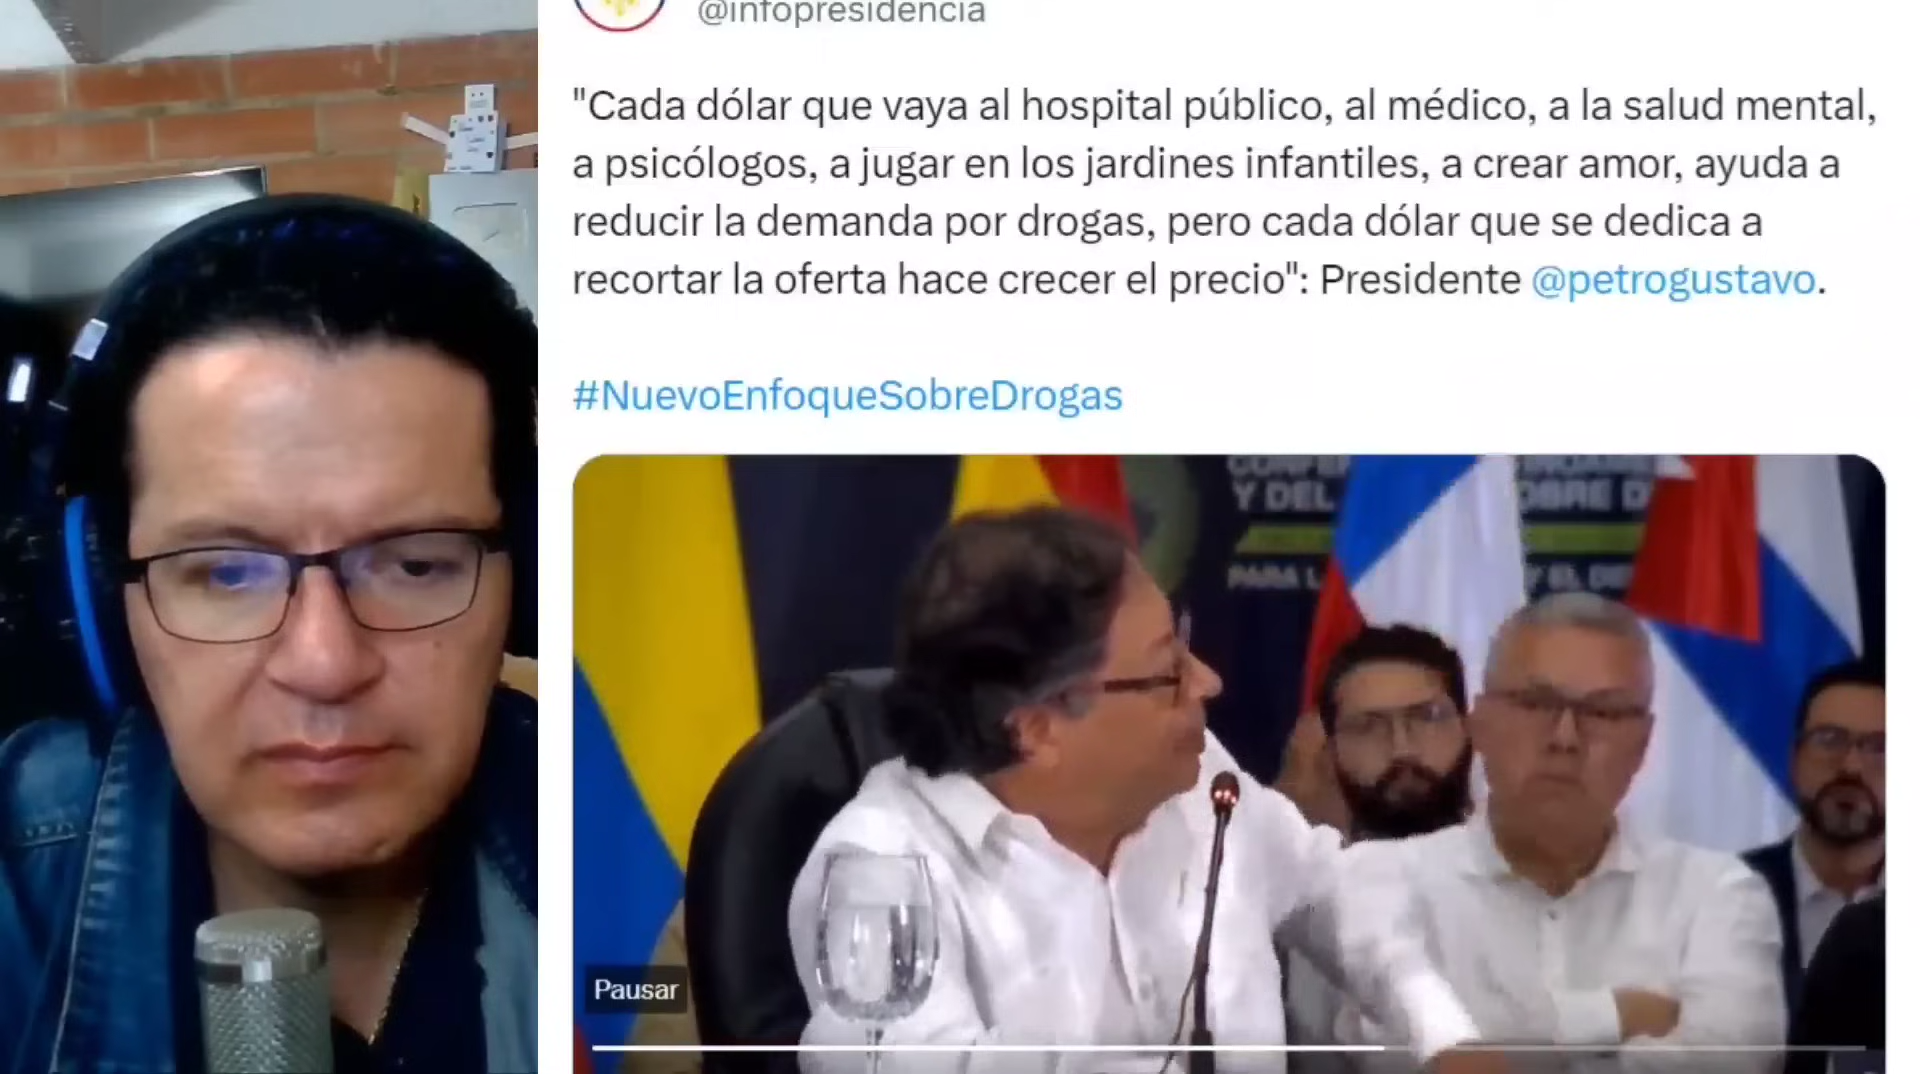 @infopresidencia
"Cada dólar que vaya al hospital público, al médico, a la salud mental,
a psicólogos, a jugar en los jardines infantiles, a crear amor, ayuda a
reducir la demanda por drogas, pero cada dólar que se dedica a
recortar la oferta hace crecer el precio": Presidente @petrogustavo.
#NuevoEnfoqueSobreDrogas
Y DEL
PARA L
Pausar